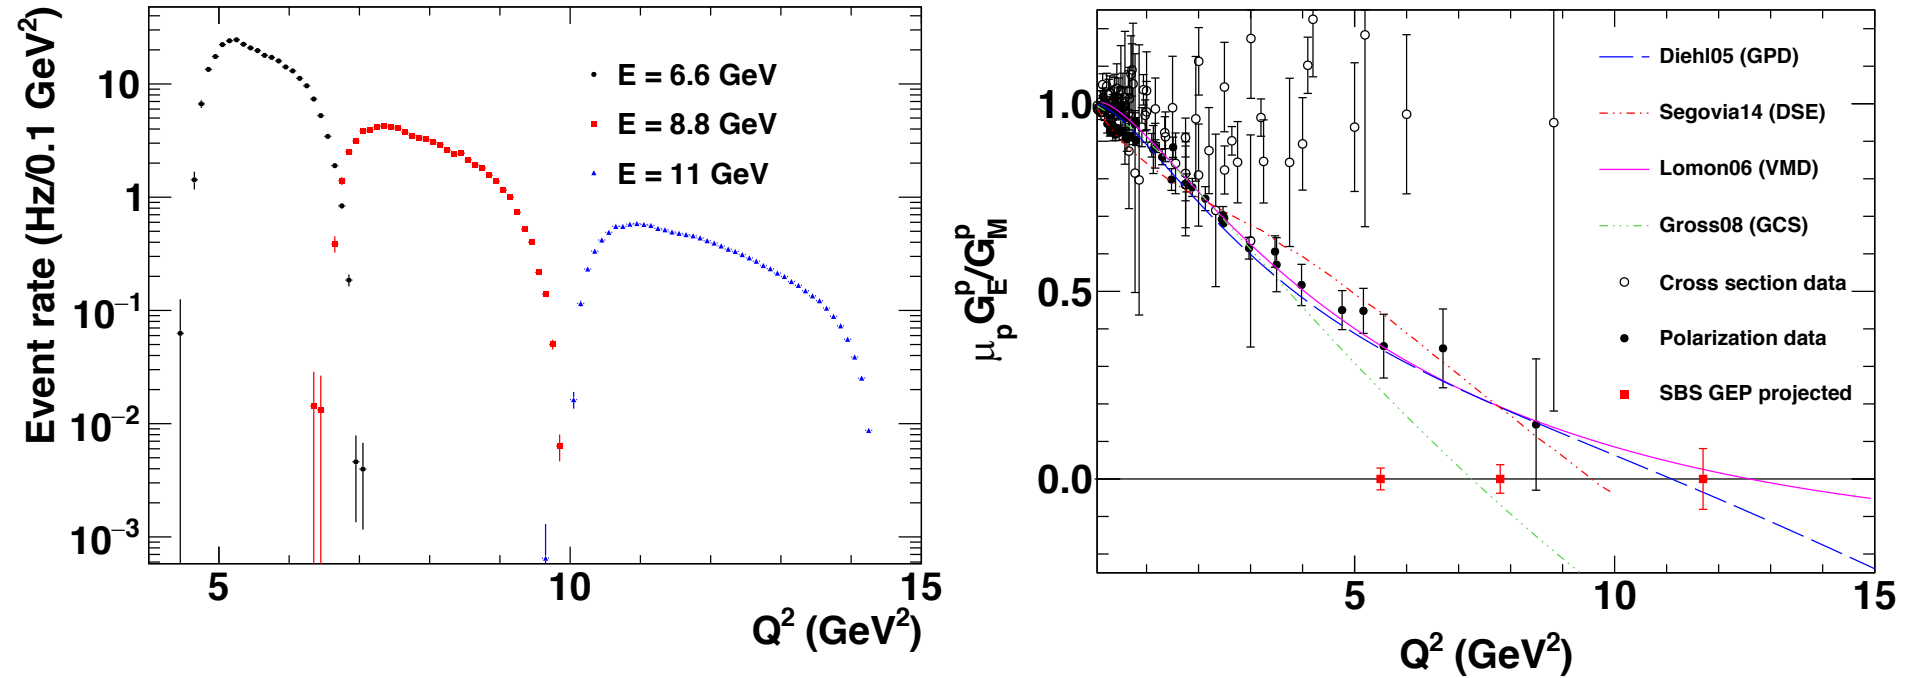 Event rate (Hz/0.1 GeV²)
10
1
10⁻¹
10⁻²
10⁻³
E = 6.6 GeV
E = 8.8 GeV
E = 11 GeV
5
10
15
Q² (GeV²)
μₚ Gᴱᵖ/Gᴹᵖ
1.0
0.5
0.0
Diehl05 (GPD)
Segovia14 (DSE)
Lomon06 (VMD)
Gross08 (GCS)
Cross section data
Polarization data
SBS GEP projected
5
10
15
Q² (GeV²)